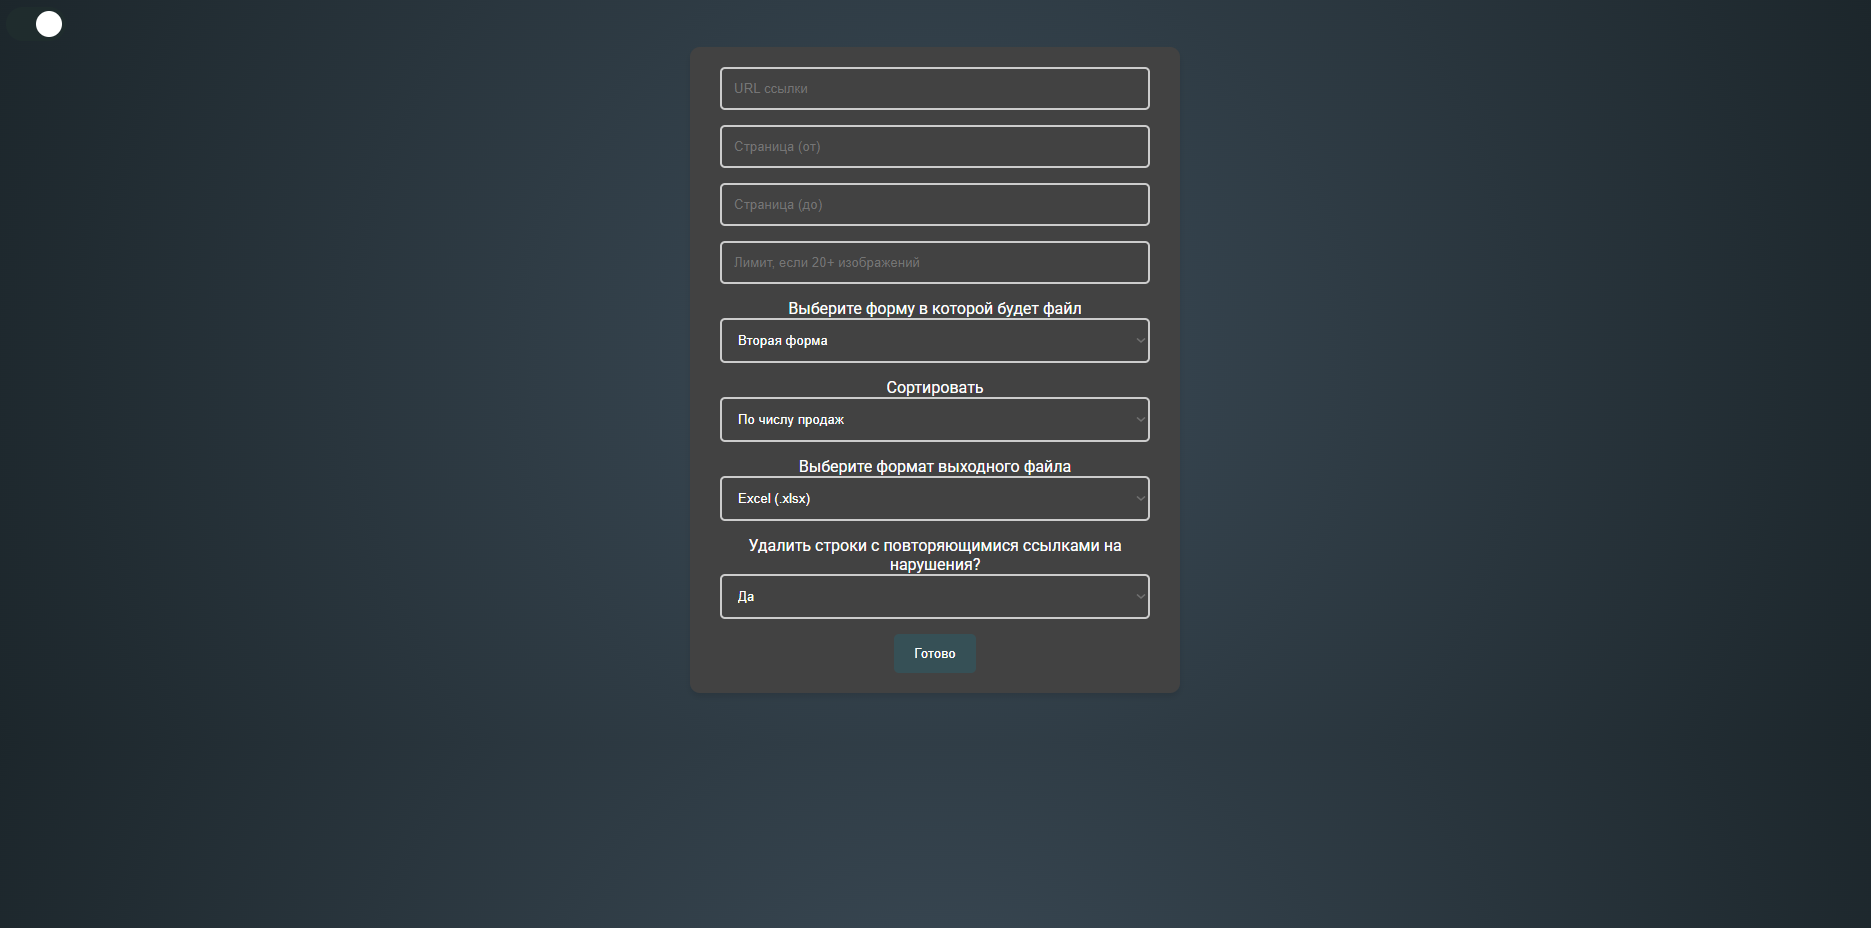 URL ссылки
Страница (от)
Страница (до)
Лимит, если 20+ изображений
Выберите форму в которой будет файл
Вторая форма
Сортировать
По числу продаж
Выберите формат выходного файла
Excel (.xlsx)
Удалить строки с повторяющимися ссылками на
нарушения?
Да
Готово